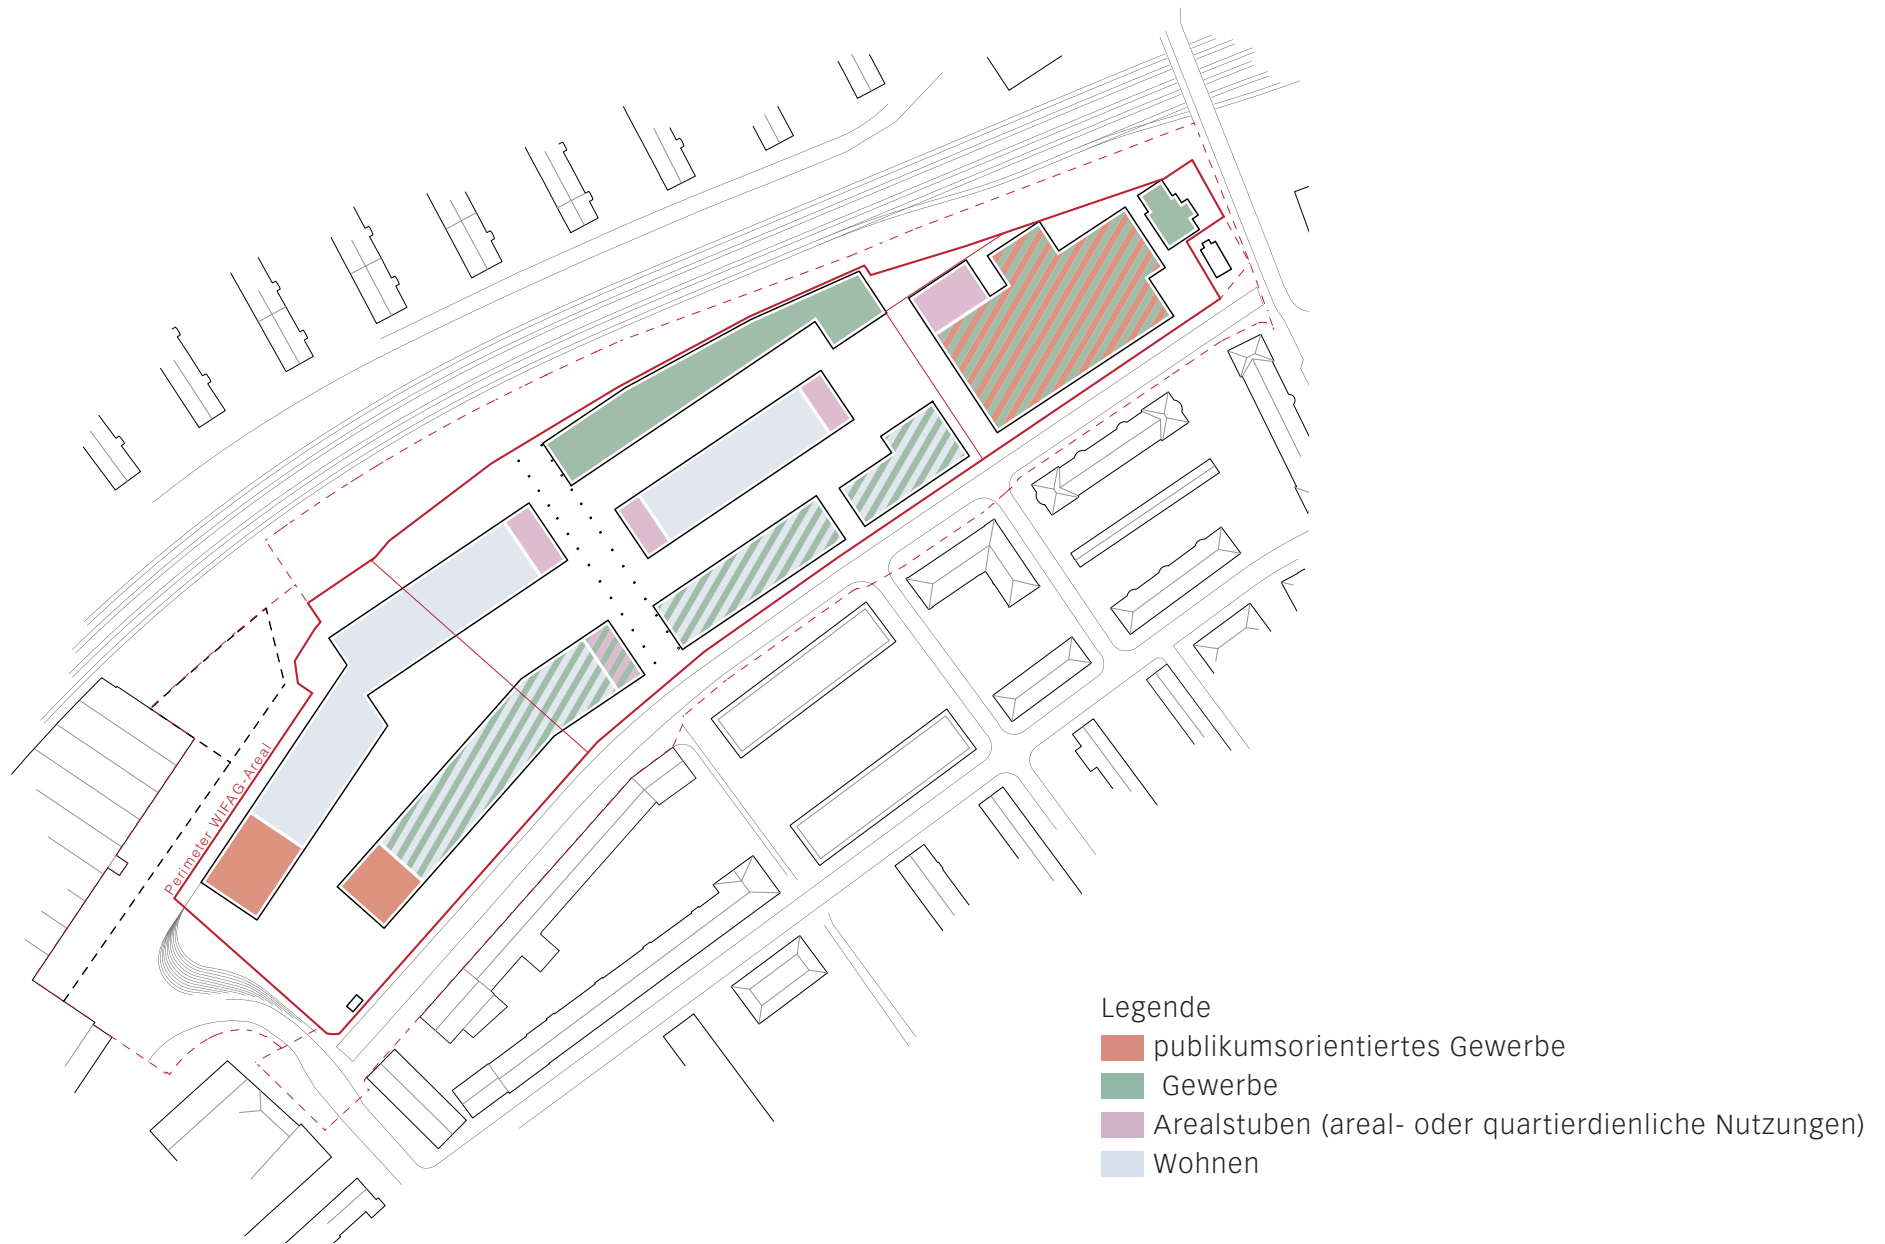 Perimeter WIFAG-Areal
Legende
publikumsorientiertes Gewerbe
Gewerbe
Arealstuben (areal- oder quartierdienliche Nutzungen)
Wohnen